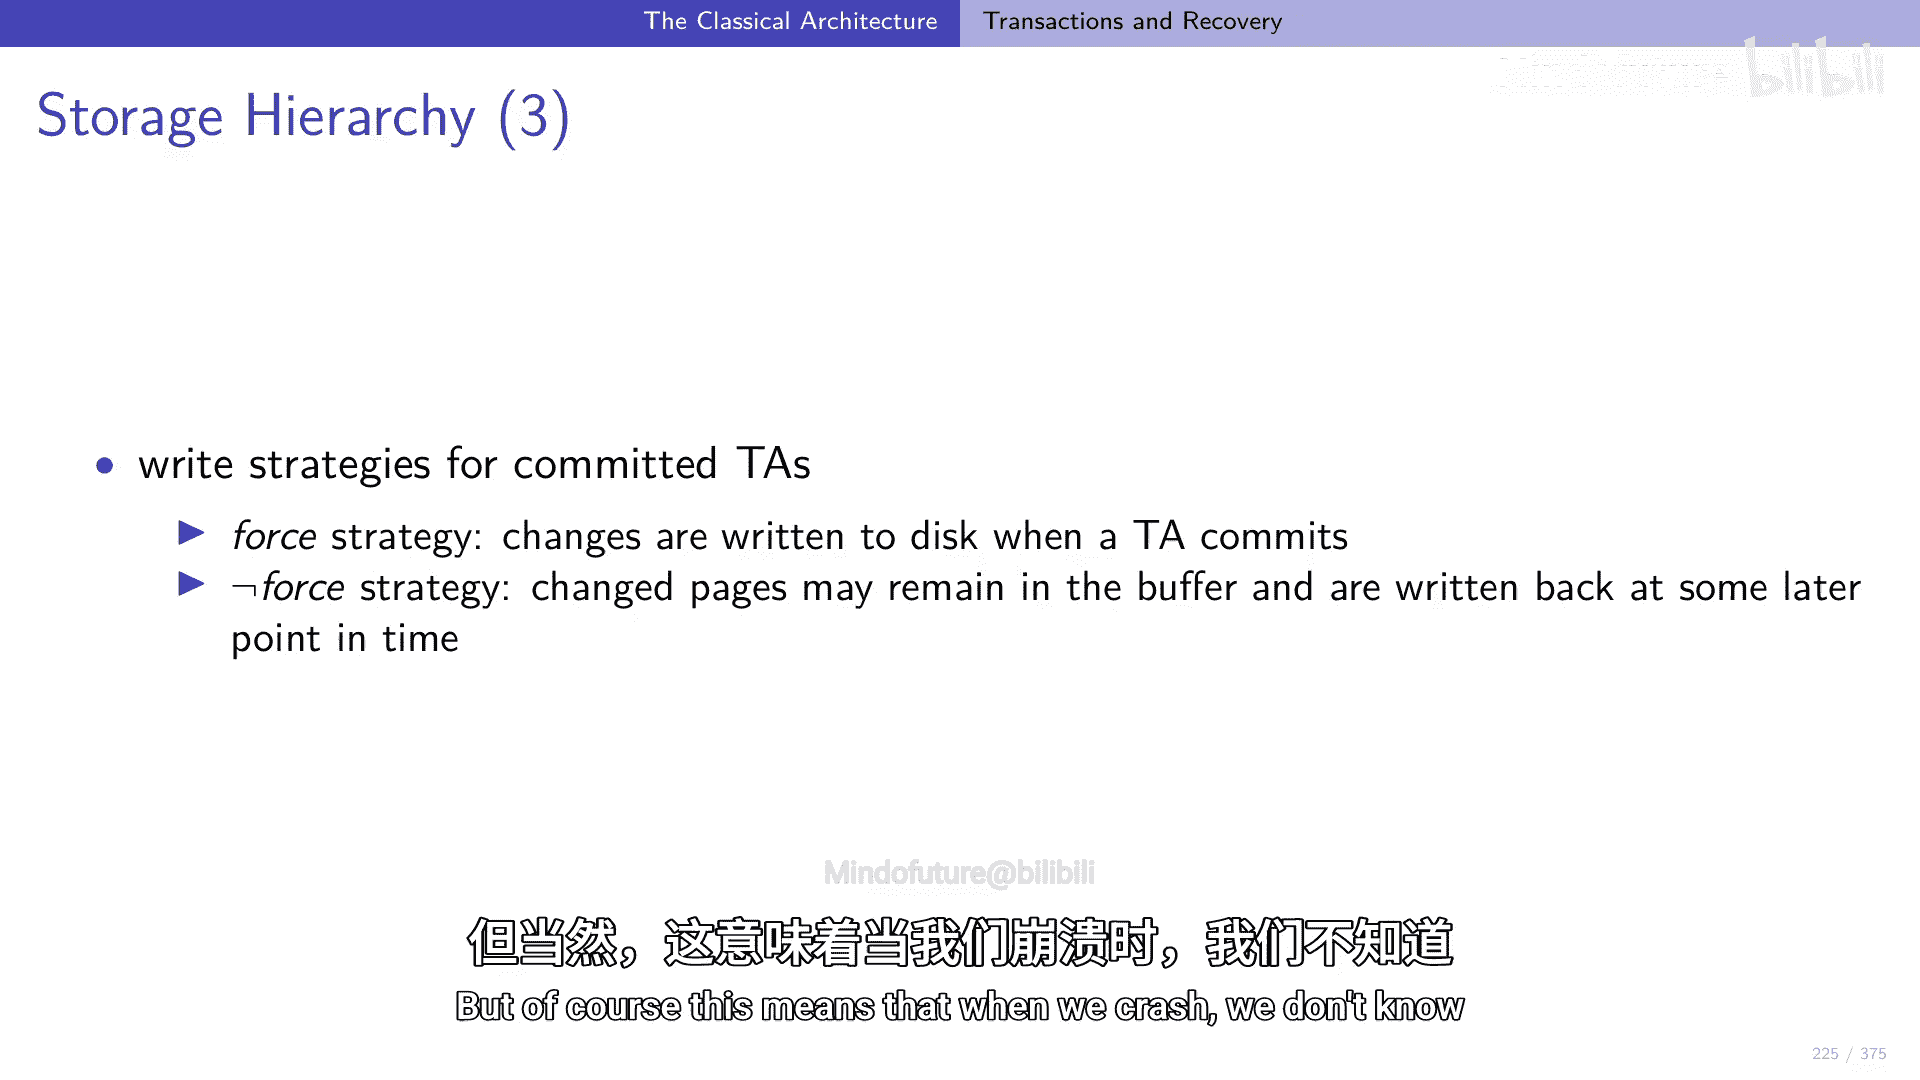 The Classical Architecture Transactions and Recovery
bilibili
Storage Hierarchy (3)
• write strategies for committed TAs
▶ force strategy: changes are written to disk when a TA commits
▶ ¬force strategy: changed pages may remain in the buffer and are written back at some later
point in time
Mindofuture@bilibili
但当然，这意味着当我们崩溃时，我们不知道
But of course this means that when we crash, we don't know
225 / 375